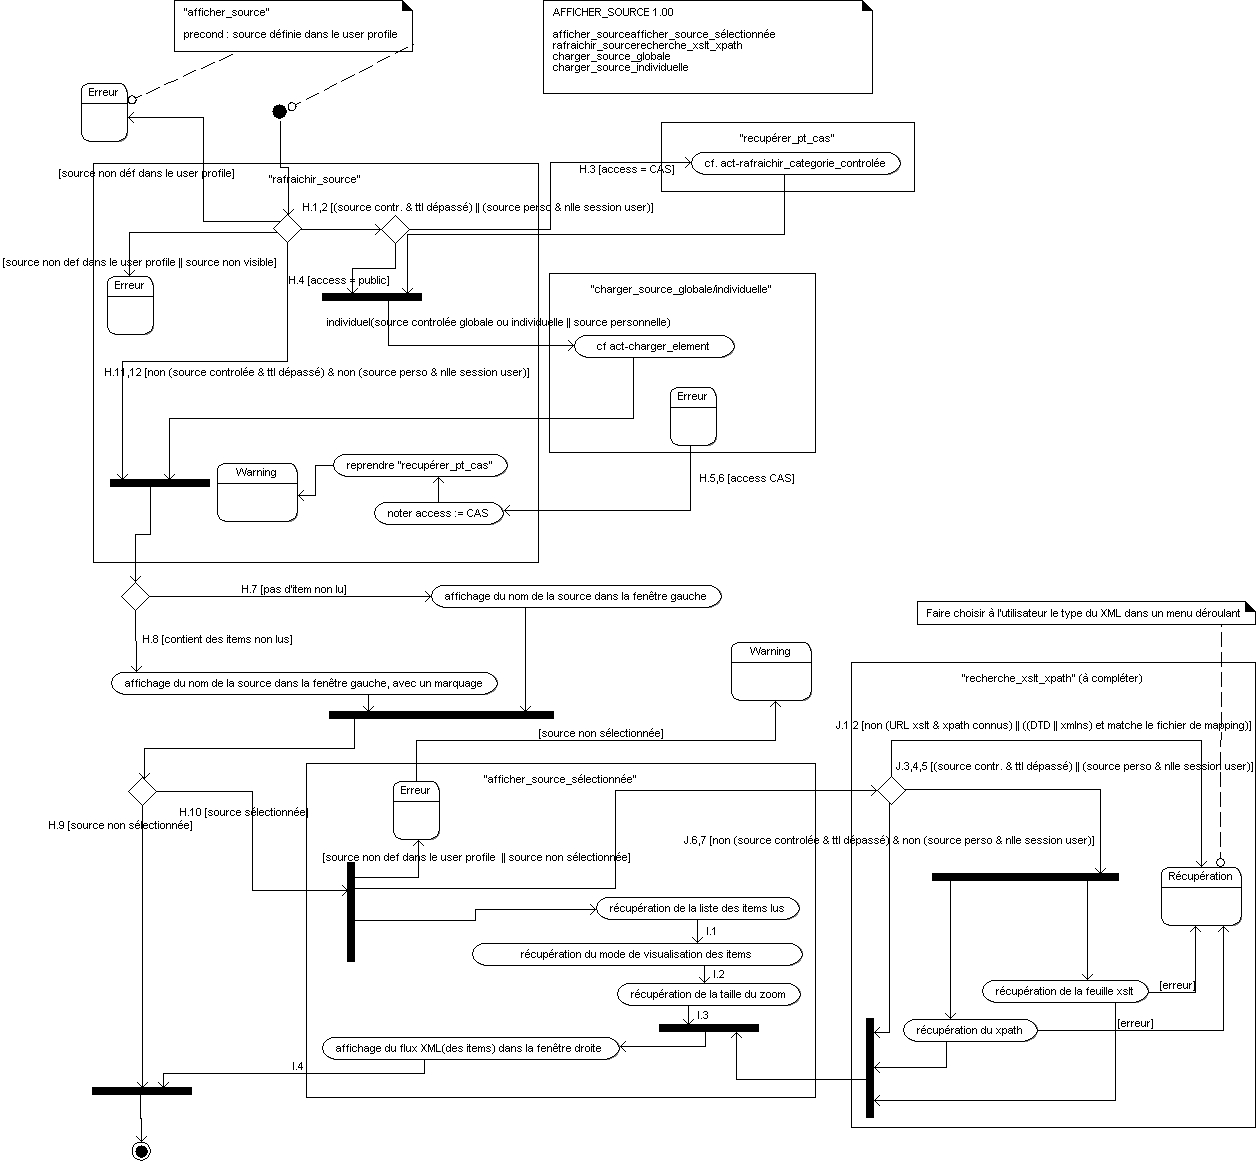 "afficher_source"
precond : source définie dans le user profile
AFFICHER_SOURCE 1.00
afficher_sourceafficher_source_sélectionnée
rafraichir_sourcerecherche_xslt_xpath
charger_source_globale
charger_source_individuelle
Erreur
"recupérer_pt_cas"
cf. act-rafraichir_categorie_controlée
H.3 [access = CAS]
[source non déf dans le user profile]
"rafraichir_source"
H.1,2 [(source contr. & ttl dépassé) || (source perso & nlle session user)]
[source non def dans le user profile || source non visible]
Erreur
H.4 [access = public]
"charger_source_globale/individuelle"
individuel(source controlée globale ou individuelle || source personnelle)
cf act-charger_element
H.11,12 [non (source controlée & ttl dépassé) & non (source perso & nlle session user)]
Erreur
Warning
reprendre "recupérer_pt_cas"
H.5,6 [access CAS]
noter access := CAS
H.7 [pas d'item non lu]
affichage du nom de la source dans la fenêtre gauche
Faire choisir à l'utilisateur le type du XML dans un menu déroulant
H.8 [contient des items non lus]
Warning
affichage du nom de la source dans la fenêtre gauche, avec un marquage
"recherche_xslt_xpath" (à compléter)
[source non sélectionnée]
J.1 2 [non (URL xslt & xpath connus) || ((DTD || xmlns) et matche le fichier de mapping)]
J.3,4,5 [(source contr. & ttl dépassé) || (source perso & nlle session user)]
"afficher_source_sélectionnée"
Erreur
H.10 [source sélectionnée]
H.9 [source non sélectionnée]
J.6,7 [non (source controlée & ttl dépassé) & non (source perso & nlle session user)]
[source non def dans le user profile || source non sélectionnée]
Récupération
récupération de la liste des items lus
I.1
récupération du mode de visualisation des items
I.2
récupération de la taille du zoom
récupération de la feuille xslt
[erreur]
I.3
récupération du xpath
[erreur]
affichage du flux XML(des items) dans la fenêtre droite
I.4